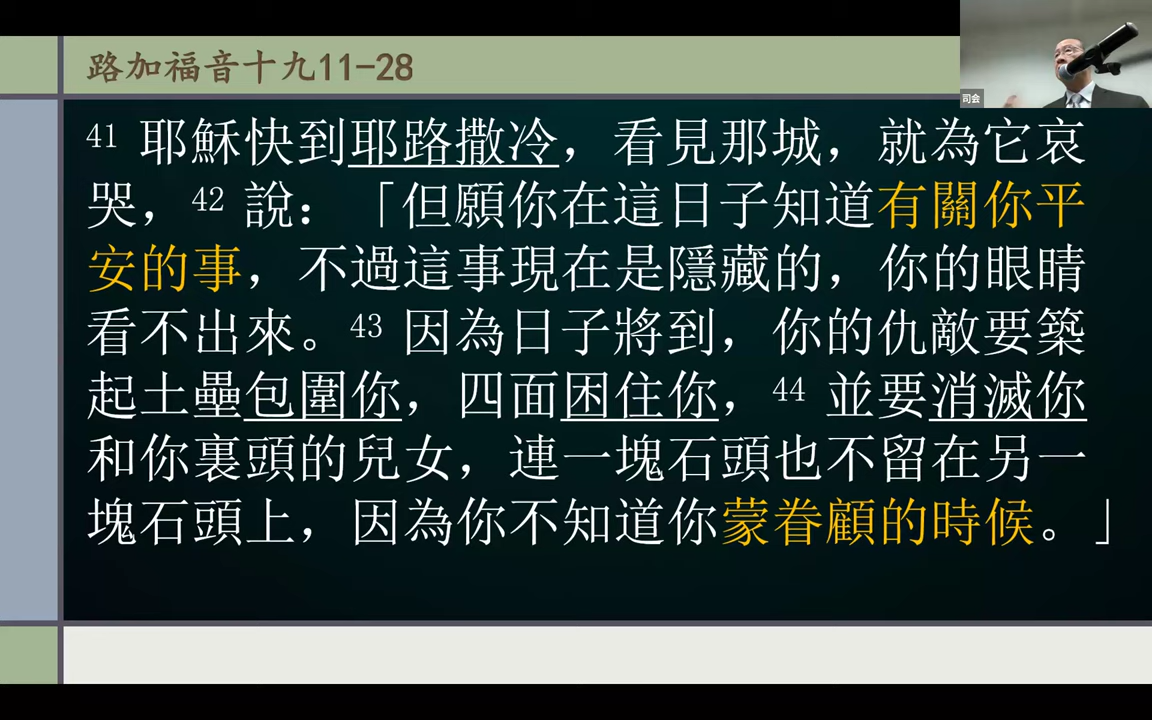 路加福音十九11-28
司会
41 耶穌快到耶路撒冷，看見那城，就為它哀
哭，42 說：「但願你在這日子知道有關你平
安的事，不過這事現在是隱藏的，你的眼睛
看不出來。43 因為日子將到，你的仇敵要築
起土壘包圍你，四面困住你，44 並要消滅你
和你裏頭的兒女，連一塊石頭也不留在另一
塊石頭上，因為你不知道你蒙眷顧的時候。」